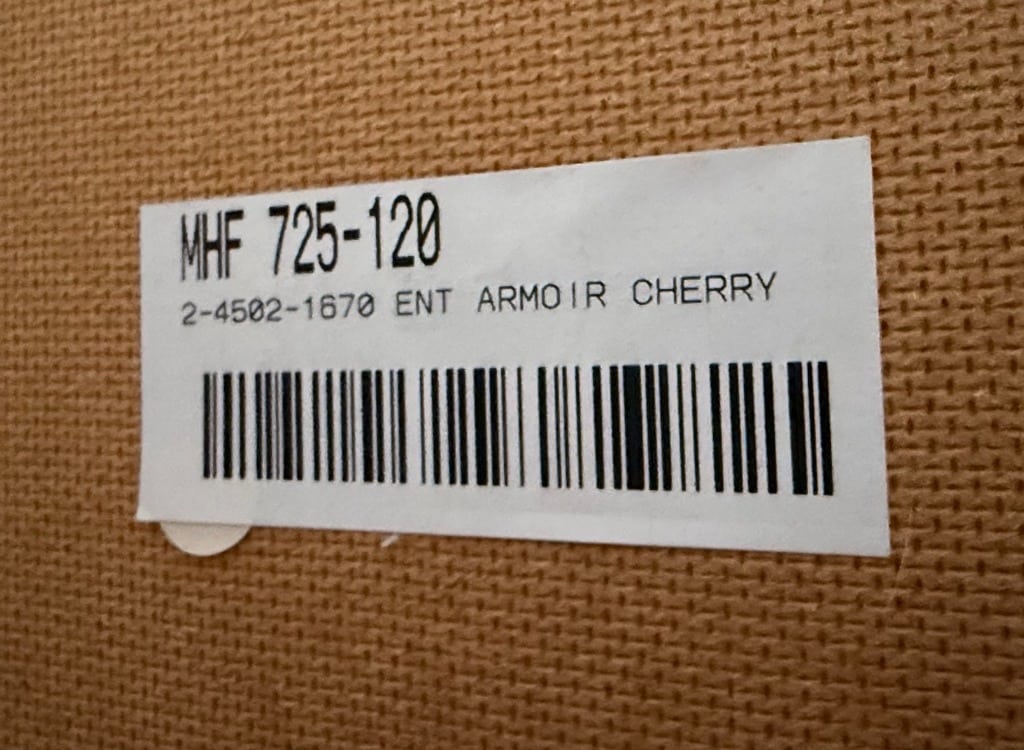 MHF 725-120
2-4502-1670 ENT ARMOIR CHERRY